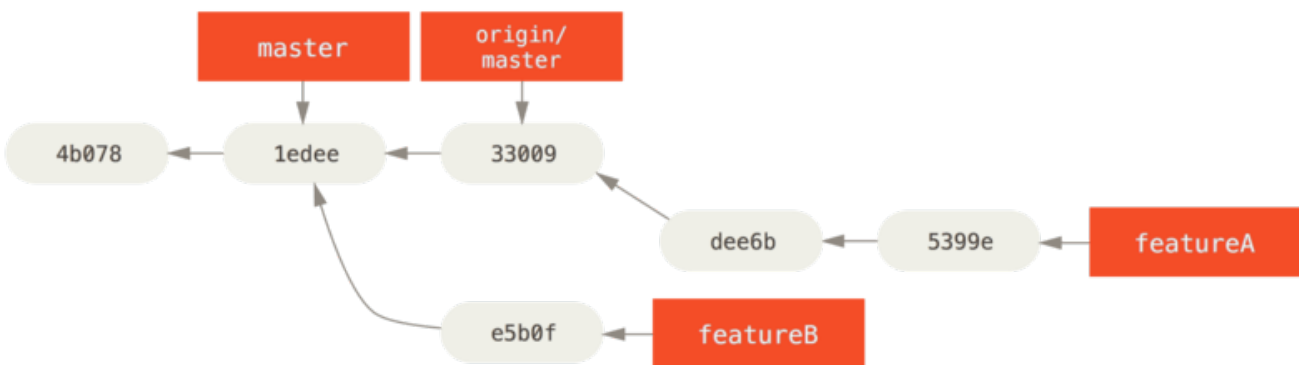 master
origin/
master
4b078
1edee
33009
dee6b
5399e
featureA
e5b0f
featureB